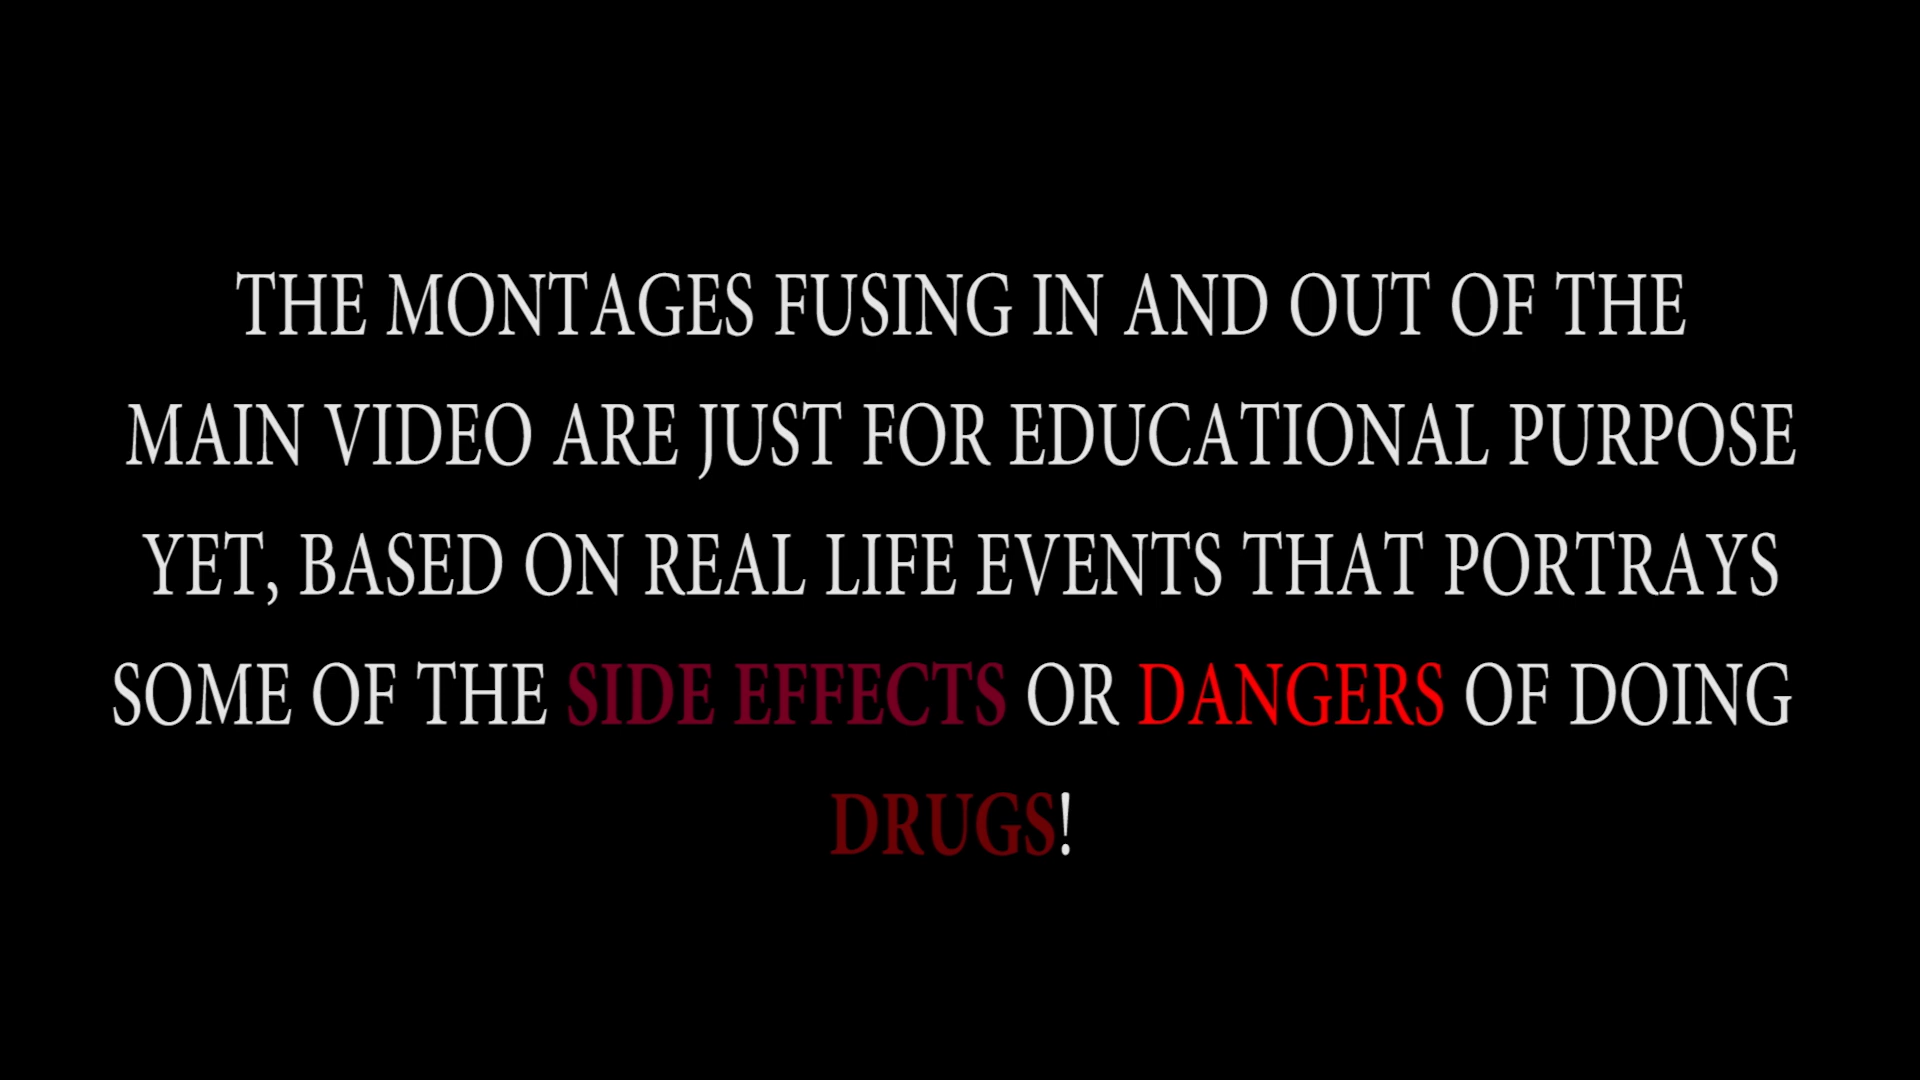 THE MONTAGES FUSING IN AND OUT OF THE
MAIN VIDEO ARE JUST FOR EDUCATIONAL PURPOSE
YET, BASED ON REAL LIFE EVENTS THAT PORTRAYS
SOME OF THE SIDE EFFECTS OR DANGERS OF DOING
DRUGS!